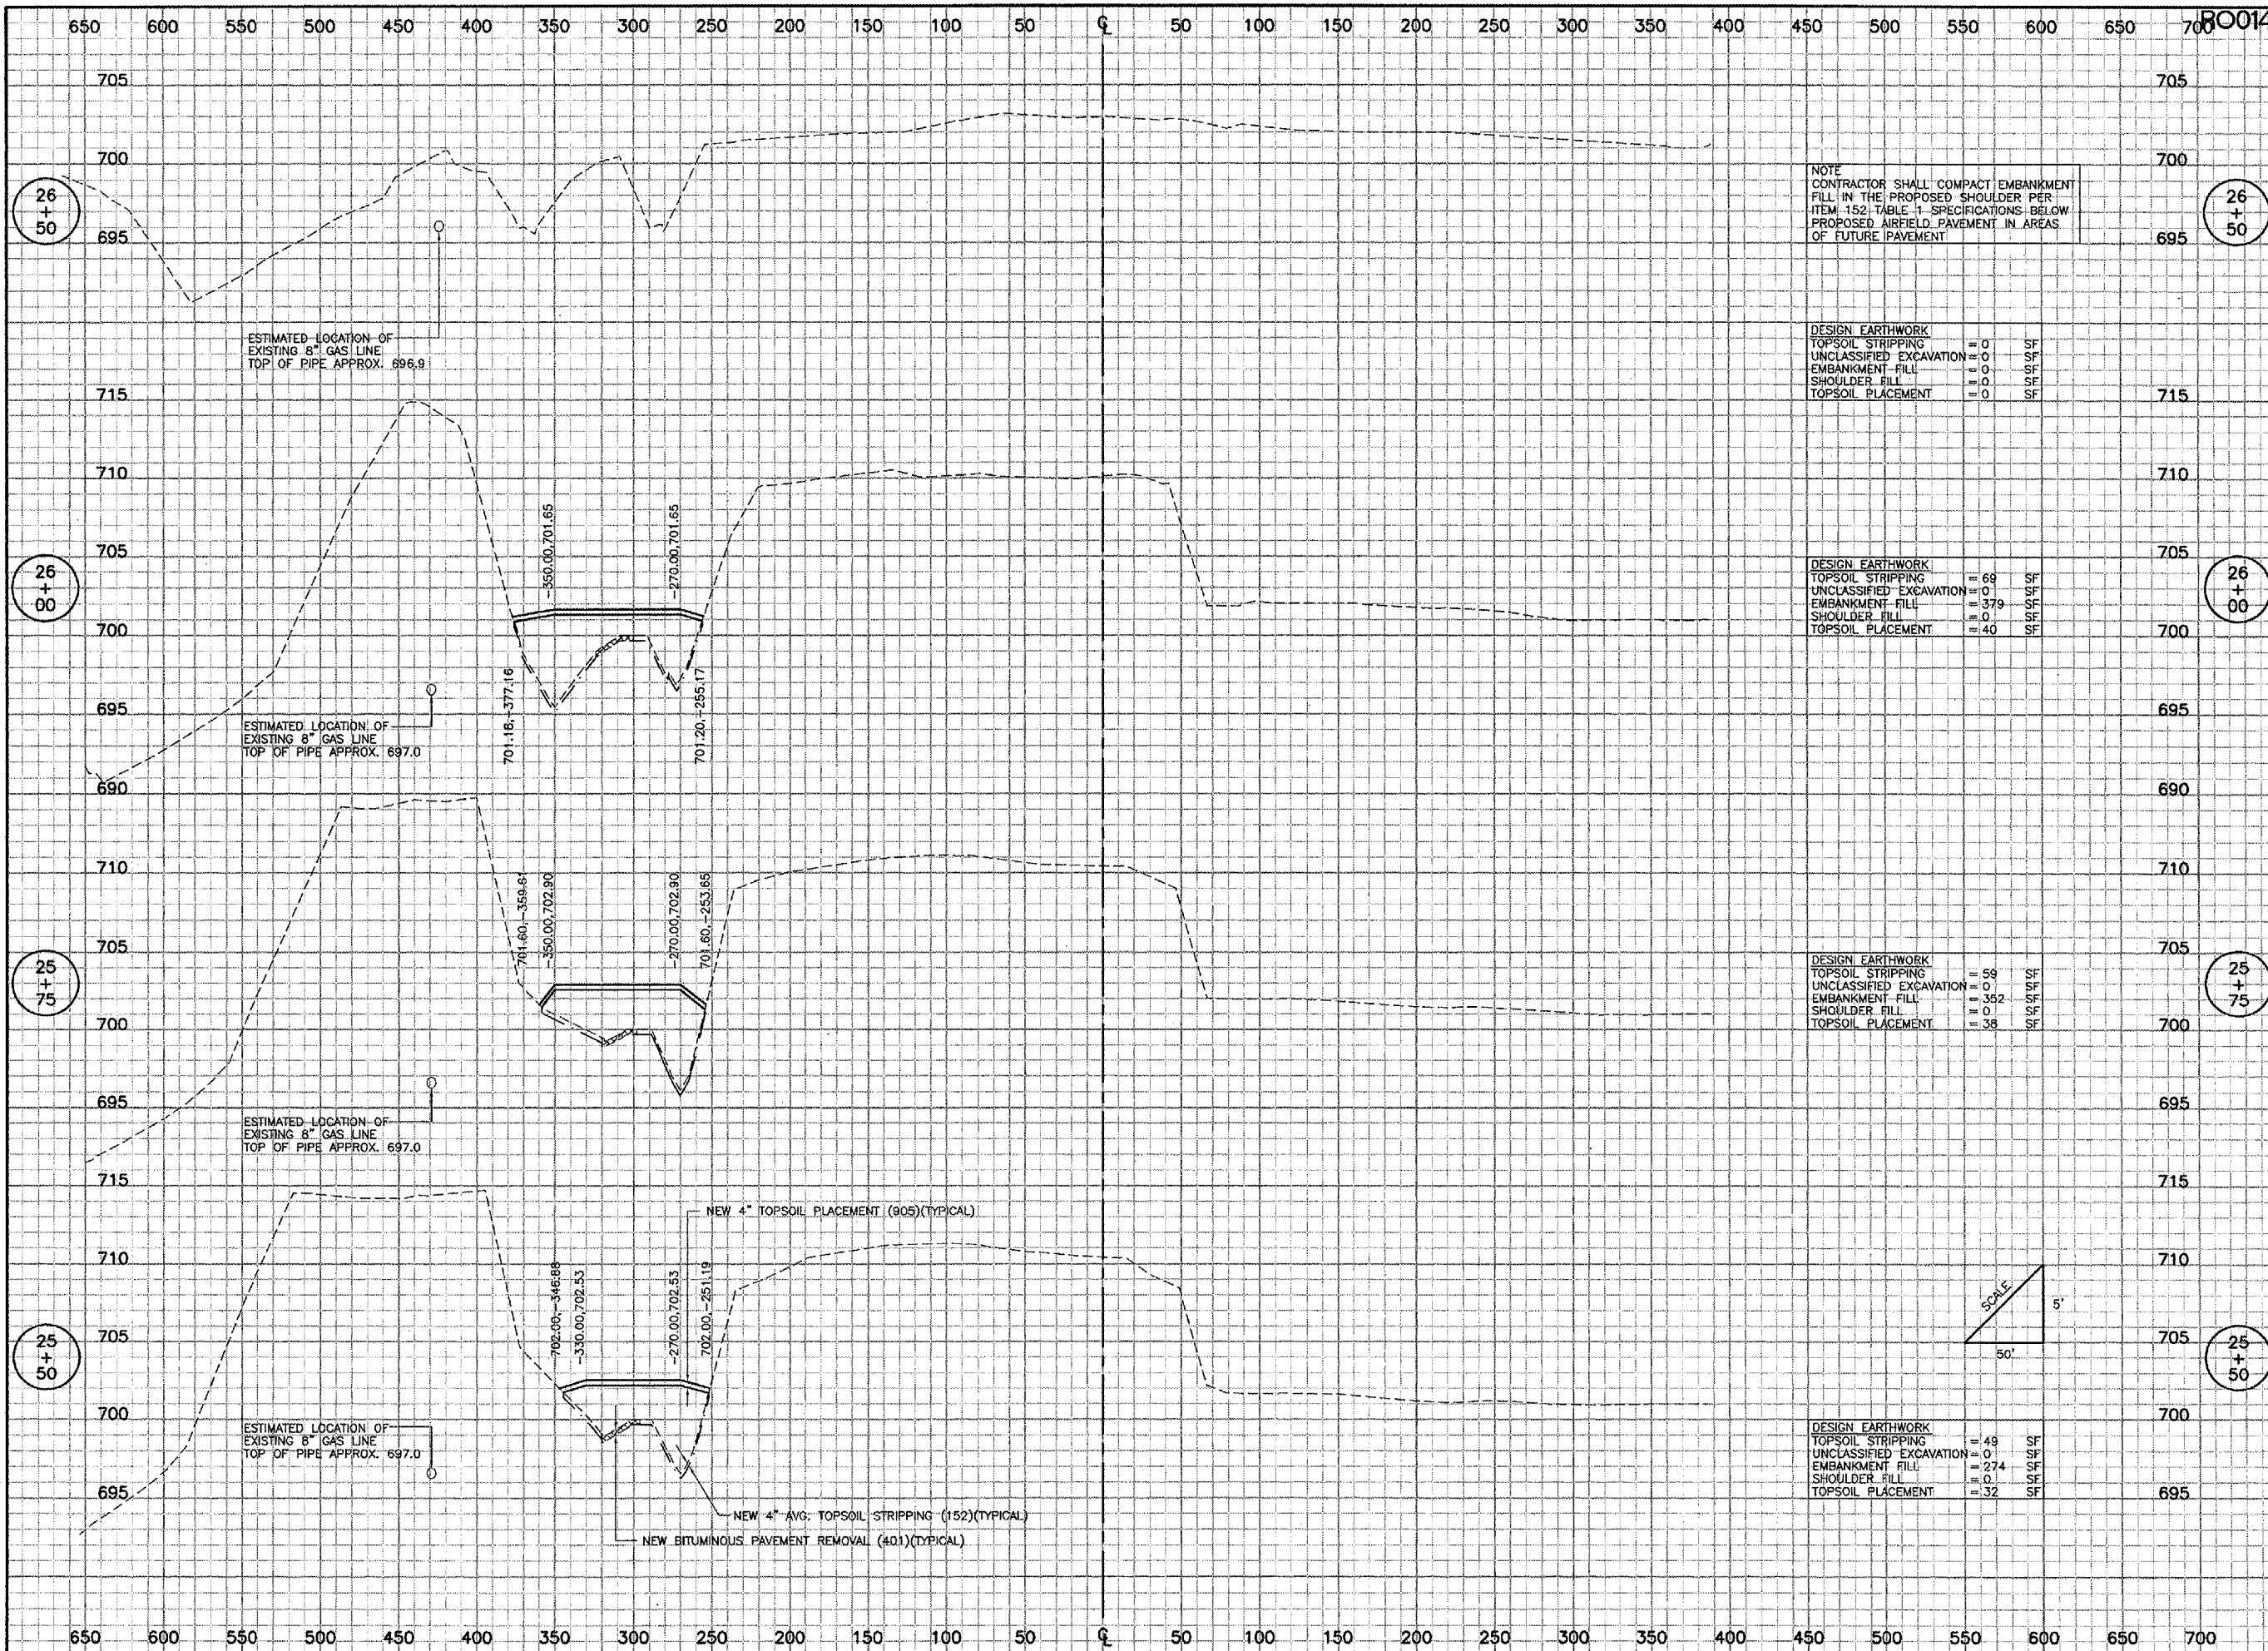 650 600 550 500 450 400 350 300 250 200 150 100 50 ℄ 50 100 150 200 250 300 350 400 450 500 550 600 650 700
RO014
705 705
700 700
695 695
26 + 50
26 + 50
NOTE
CONTRACTOR SHALL COMPACT EMBANKMENT
FILL IN THE PROPOSED SHOULDER PER
ITEM 152 TABLE 1 SPECIFICATIONS BELOW
PROPOSED AIRFIELD PAVEMENT IN AREAS
OF FUTURE PAVEMENT
ESTIMATED LOCATION OF
EXISTING 8" GAS LINE
TOP OF PIPE APPROX. 696.9
DESIGN EARTHWORK
TOPSOIL STRIPPING = 0 SF
UNCLASSIFIED EXCAVATION = 0 SF
EMBANKMENT FILL = 0 SF
SHOULDER FILL = 0 SF
TOPSOIL PLACEMENT = 0 SF
715 715
710 710
705 705
700 700
695 695
690 690
26 + 00
26 + 00
-350.00,701.65
-270.00,701.65
701.16,-377.16
701.20,-255.17
ESTIMATED LOCATION OF
EXISTING 8" GAS LINE
TOP OF PIPE APPROX. 697.0
DESIGN EARTHWORK
TOPSOIL STRIPPING = 69 SF
UNCLASSIFIED EXCAVATION = 0 SF
EMBANKMENT FILL = 379 SF
SHOULDER FILL = 0 SF
TOPSOIL PLACEMENT = 40 SF
710 710
705 705
700 700
695 695
25 + 75
25 + 75
701.60,-359.61
-350.00,702.90
-270.00,702.90
701.60,-253.65
ESTIMATED LOCATION OF
EXISTING 8" GAS LINE
TOP OF PIPE APPROX. 697.0
DESIGN EARTHWORK
TOPSOIL STRIPPING = 59 SF
UNCLASSIFIED EXCAVATION = 0 SF
EMBANKMENT FILL = 352 SF
SHOULDER FILL = 0 SF
TOPSOIL PLACEMENT = 38 SF
715 715
710 710
705 705
700 700
695 695
25 + 50
25 + 50
NEW 4" TOPSOIL PLACEMENT (905)(TYPICAL)
702.00,-346.88
-330.00,702.53
-270.00,702.53
702.00,-251.19
SCALE
5'
50'
ESTIMATED LOCATION OF
EXISTING 8" GAS LINE
TOP OF PIPE APPROX. 697.0
DESIGN EARTHWORK
TOPSOIL STRIPPING = 49 SF
UNCLASSIFIED EXCAVATION = 0 SF
EMBANKMENT FILL = 274 SF
SHOULDER FILL = 0 SF
TOPSOIL PLACEMENT = 32 SF
NEW 4" AVG. TOPSOIL STRIPPING (152)(TYPICAL)
NEW BITUMINOUS PAVEMENT REMOVAL (401)(TYPICAL)
650 600 550 500 450 400 350 300 250 200 150 100 50 ℄ 50 100 150 200 250 300 350 400 450 500 550 600 650 700